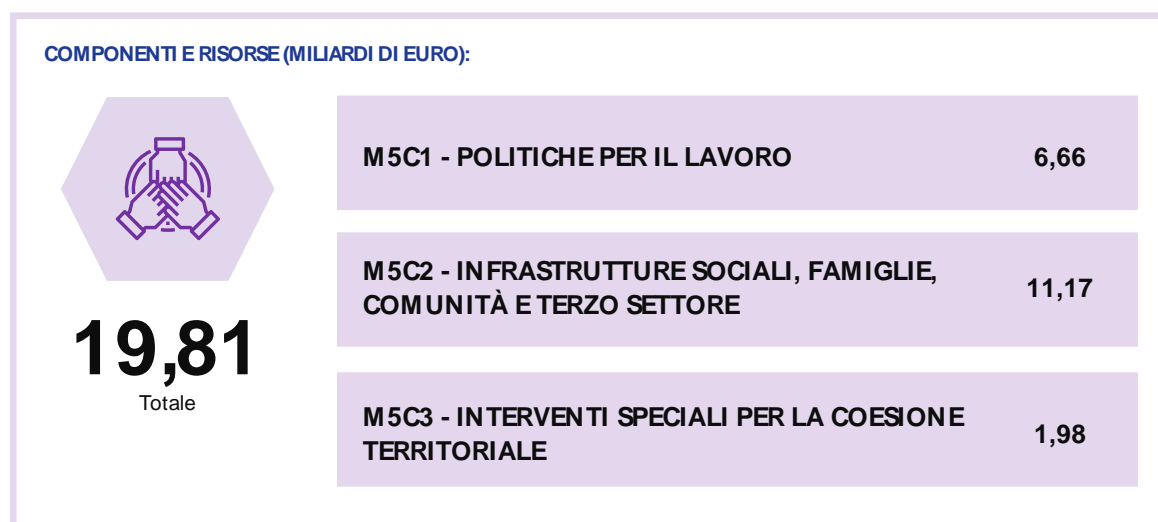 COMPONENTI E RISORSE (MILIARDI DI EURO):
M5C1 - POLITICHE PER IL LAVORO 6,66
M5C2 - INFRASTRUTTURE SOCIALI, FAMIGLIE,
COMUNITÀ E TERZO SETTORE 11,17
19,81
Totale
M5C3 - INTERVENTI SPECIALI PER LA COESIONE
TERRITORIALE 1,98